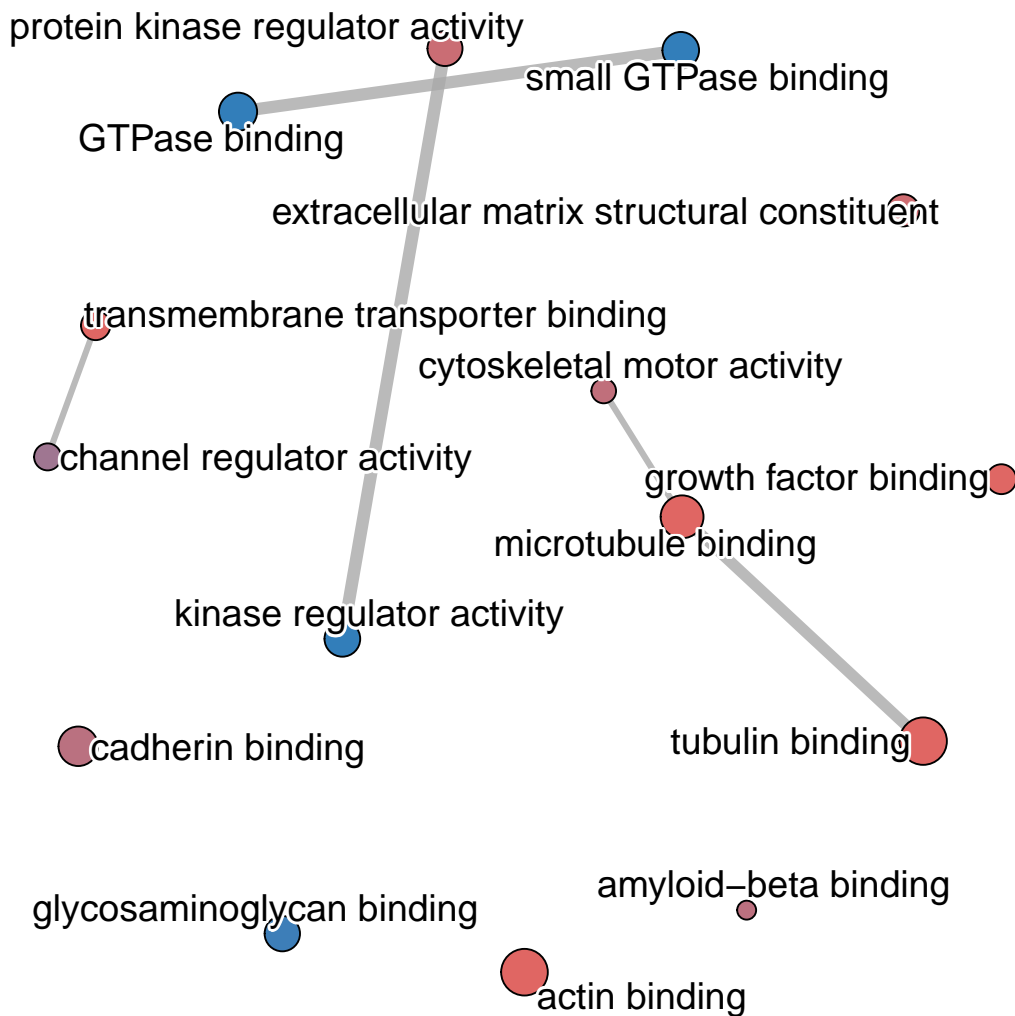 protein kinase regulator activity
small GTPase binding
GTPase binding
extracellular matrix structural constituent
transmembrane transporter binding
cytoskeletal motor activity
channel regulator activity
growth factor binding
microtubule binding
kinase regulator activity
tubulin binding
cadherin binding
amyloid−beta binding
glycosaminoglycan binding
actin binding